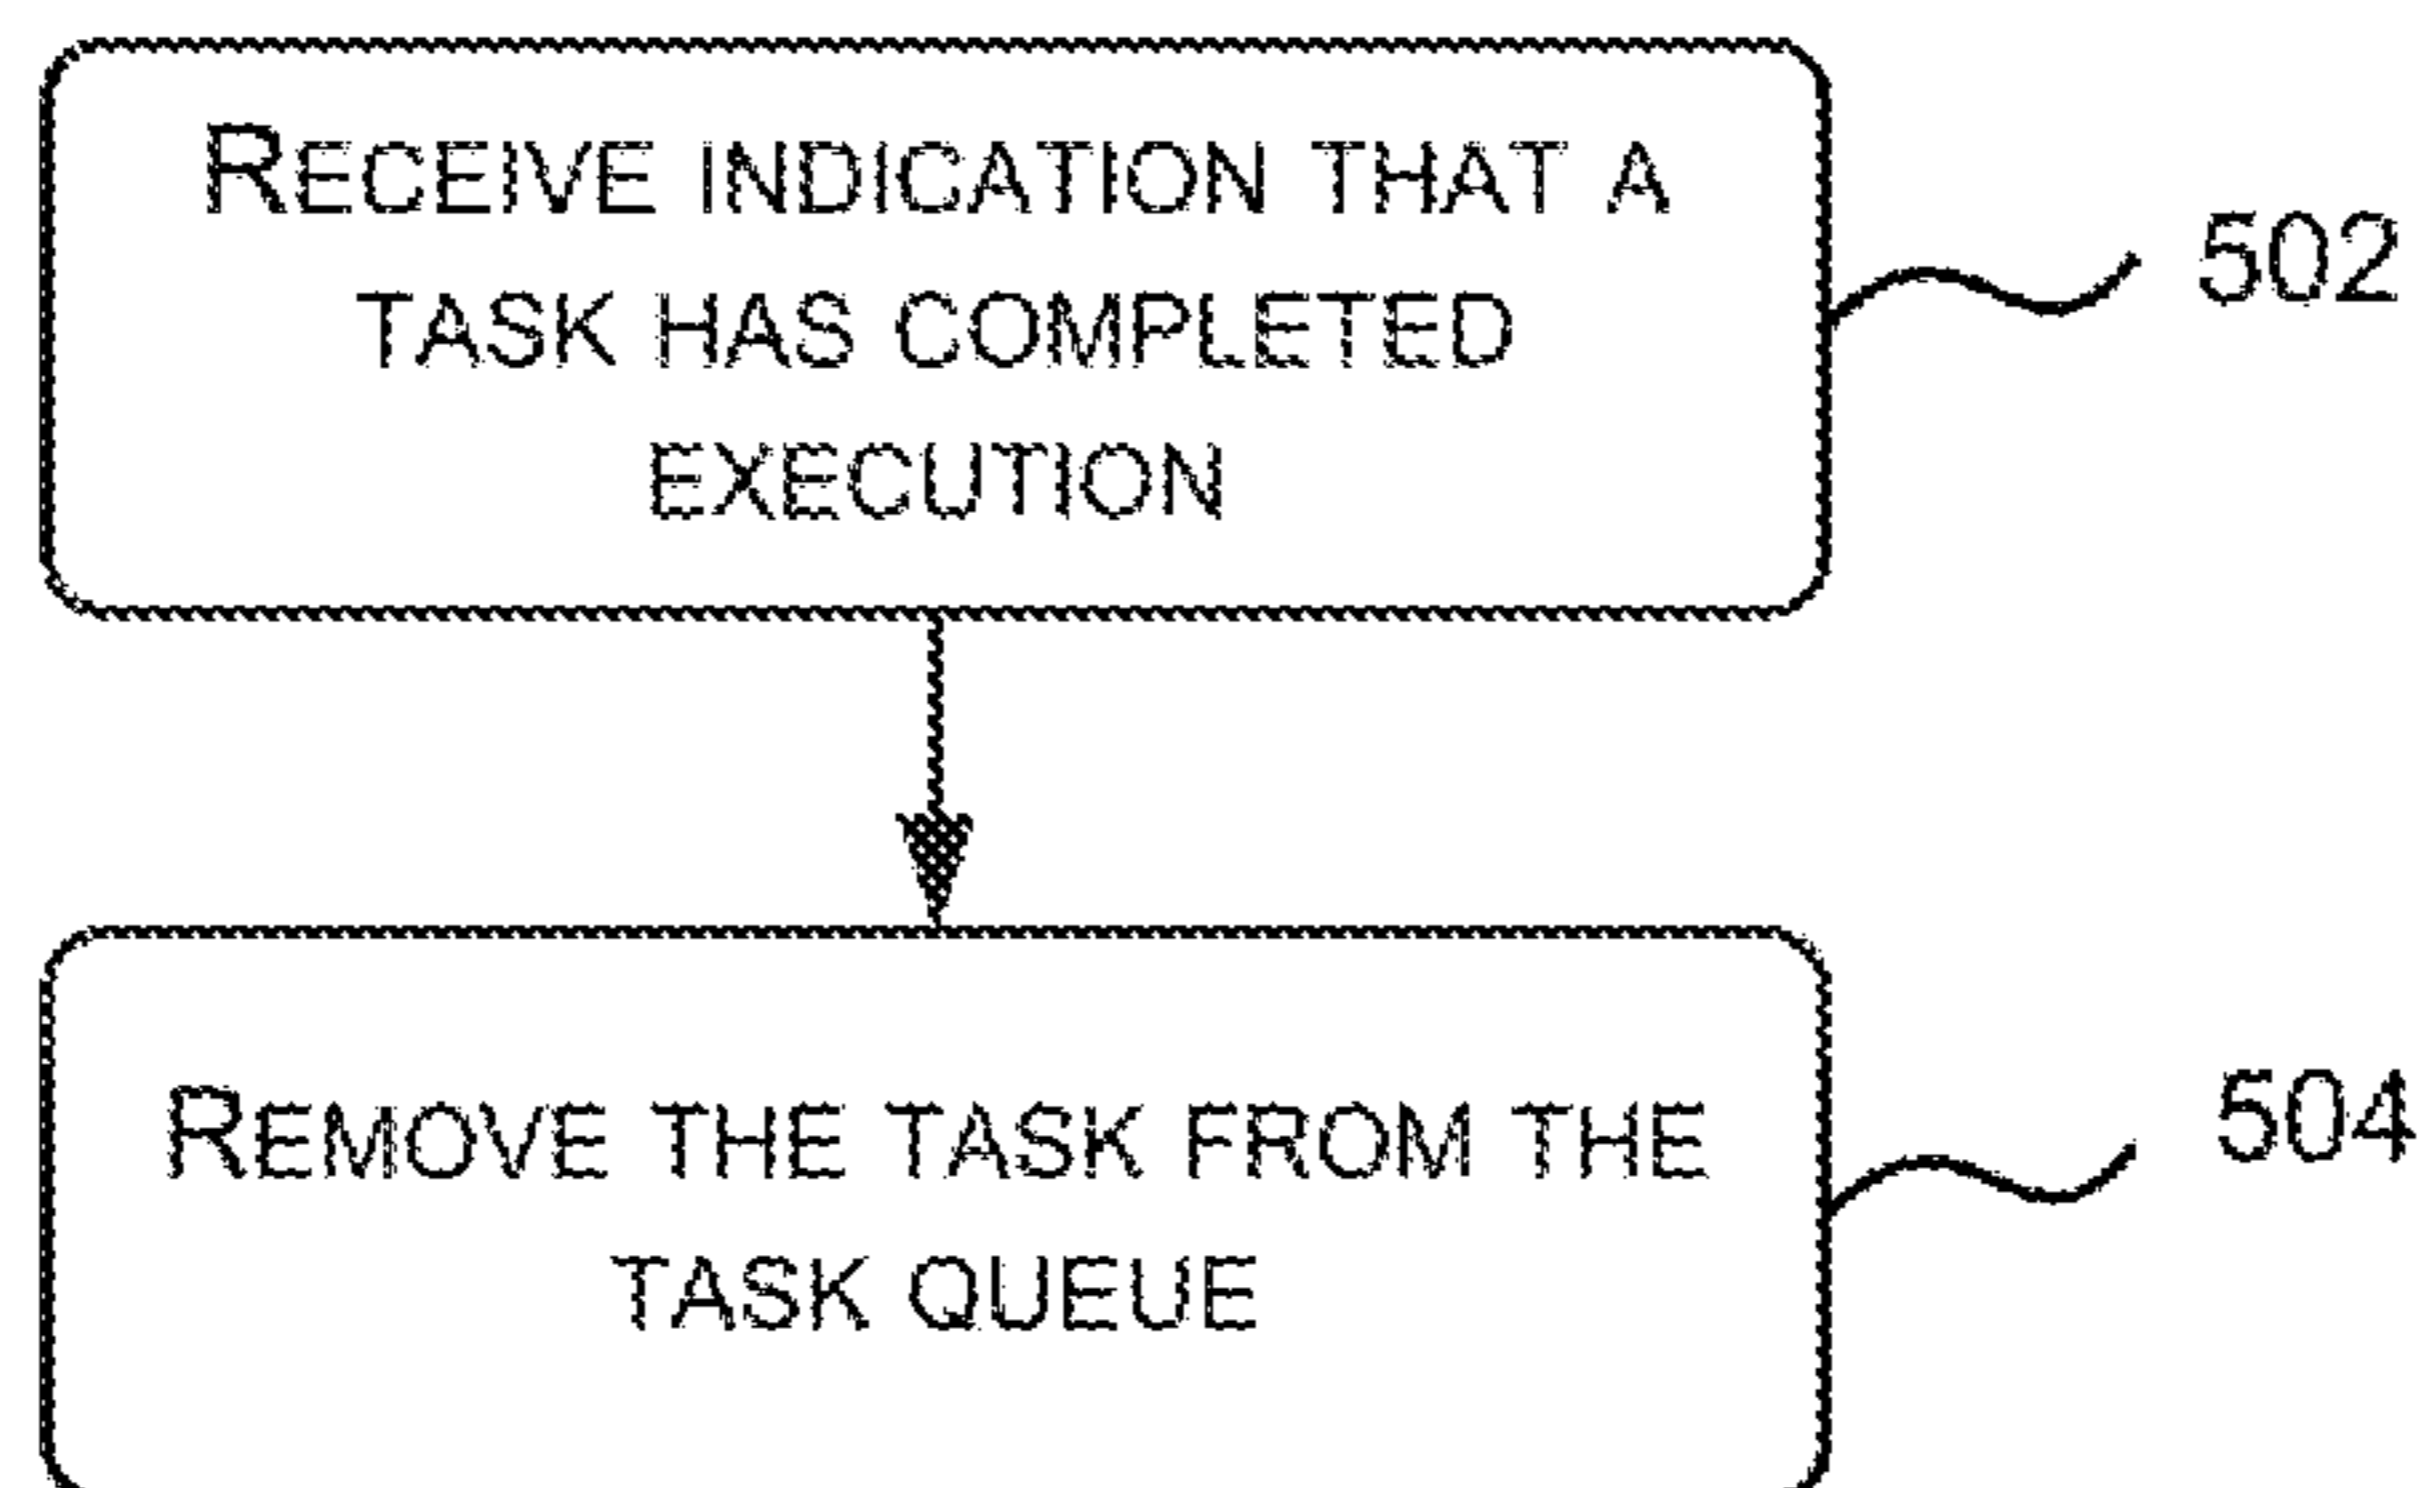 RECEIVE INDICATION THAT A
TASK HAS COMPLETED
EXECUTION
502
REMOVE THE TASK FROM THE
TASK QUEUE
504